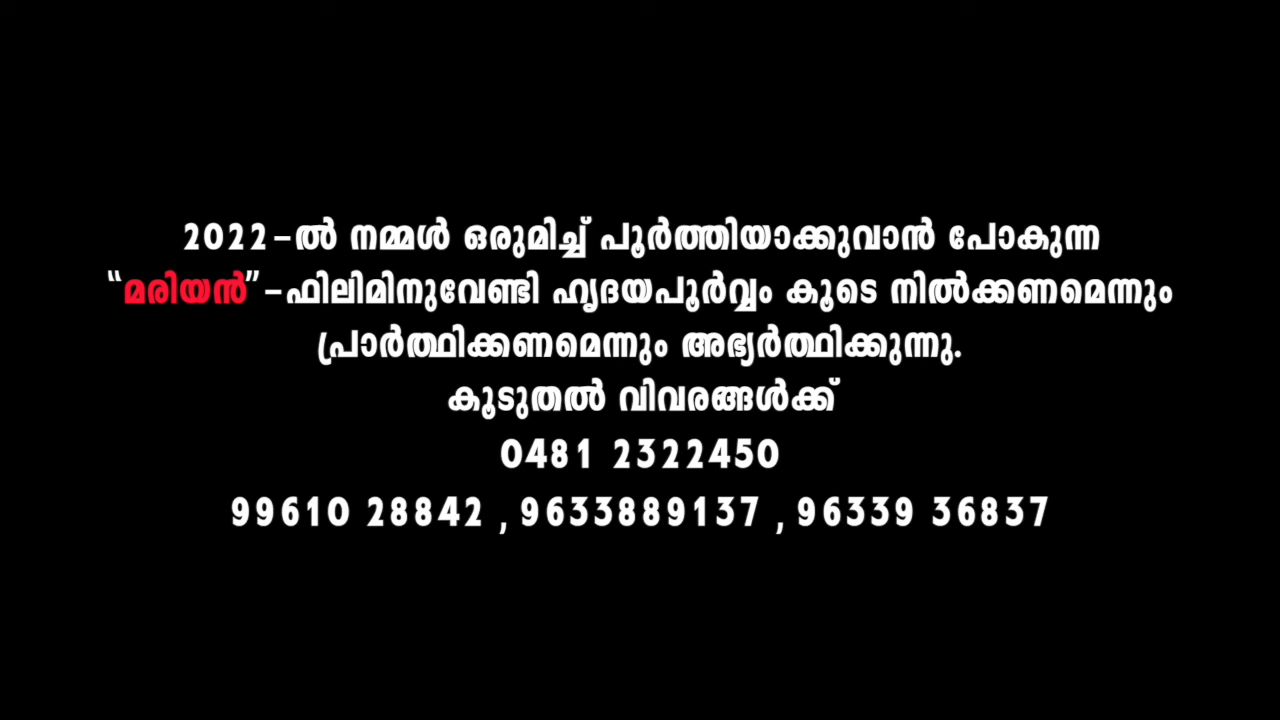 2022-ൽ നമ്മൾ ഒരുമിച്ച് പൂർത്തിയാക്കുവാൻ പോകുന്ന
“മരിയൻ”-ഫിലിമിനുവേണ്ടി ഹൃദയപൂർവ്വം കൂടെ നിൽക്കണമെന്നും
പ്രാർത്ഥിക്കണമെന്നും അഭ്യർത്ഥിക്കുന്നു.
കൂടുതൽ വിവരങ്ങൾക്ക്
0481 2322450
99610 28842 , 9633889137 , 96339 36837